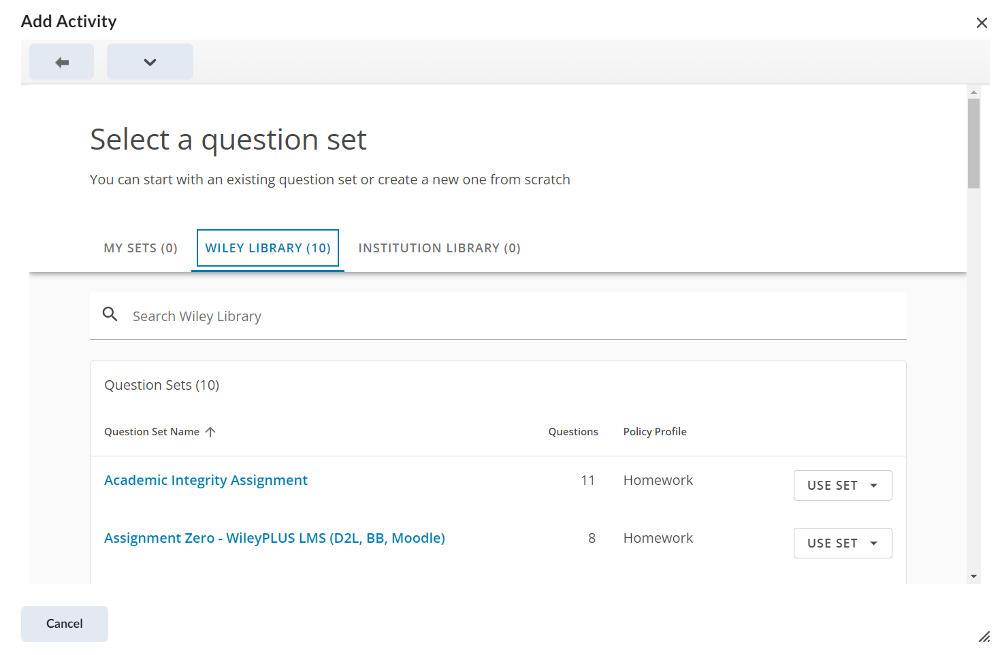 Add Activity
Select a question set
You can start with an existing question set or create a new one from scratch
MY SETS (0) WILEY LIBRARY (10) INSTITUTION LIBRARY (0)
Search Wiley Library
Question Sets (10)
Question Set Name Questions Policy Profile
Academic Integrity Assignment 11 Homework USE SET
Assignment Zero - WileyPLUS LMS (D2L, BB, Moodle) 8 Homework USE SET
Cancel